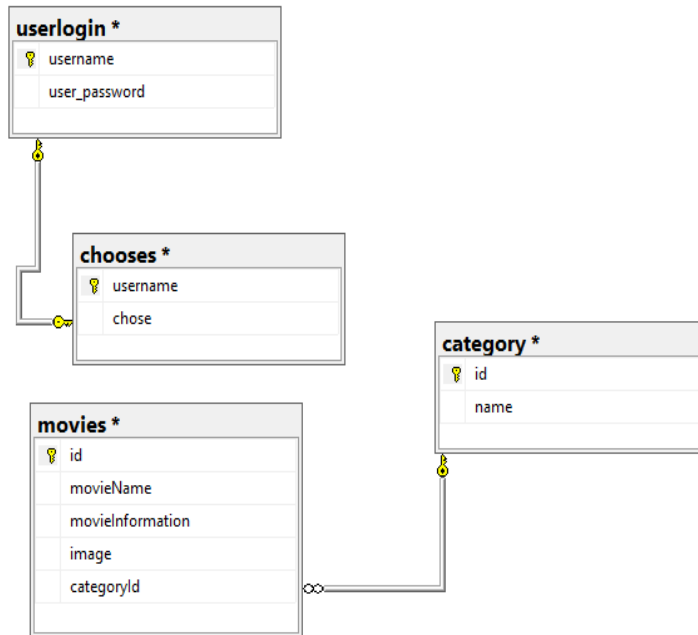 userlogin *
username
user_password
chooses *
username
chose
category *
id
name
movies *
id
movieName
movieInformation
image
categoryId